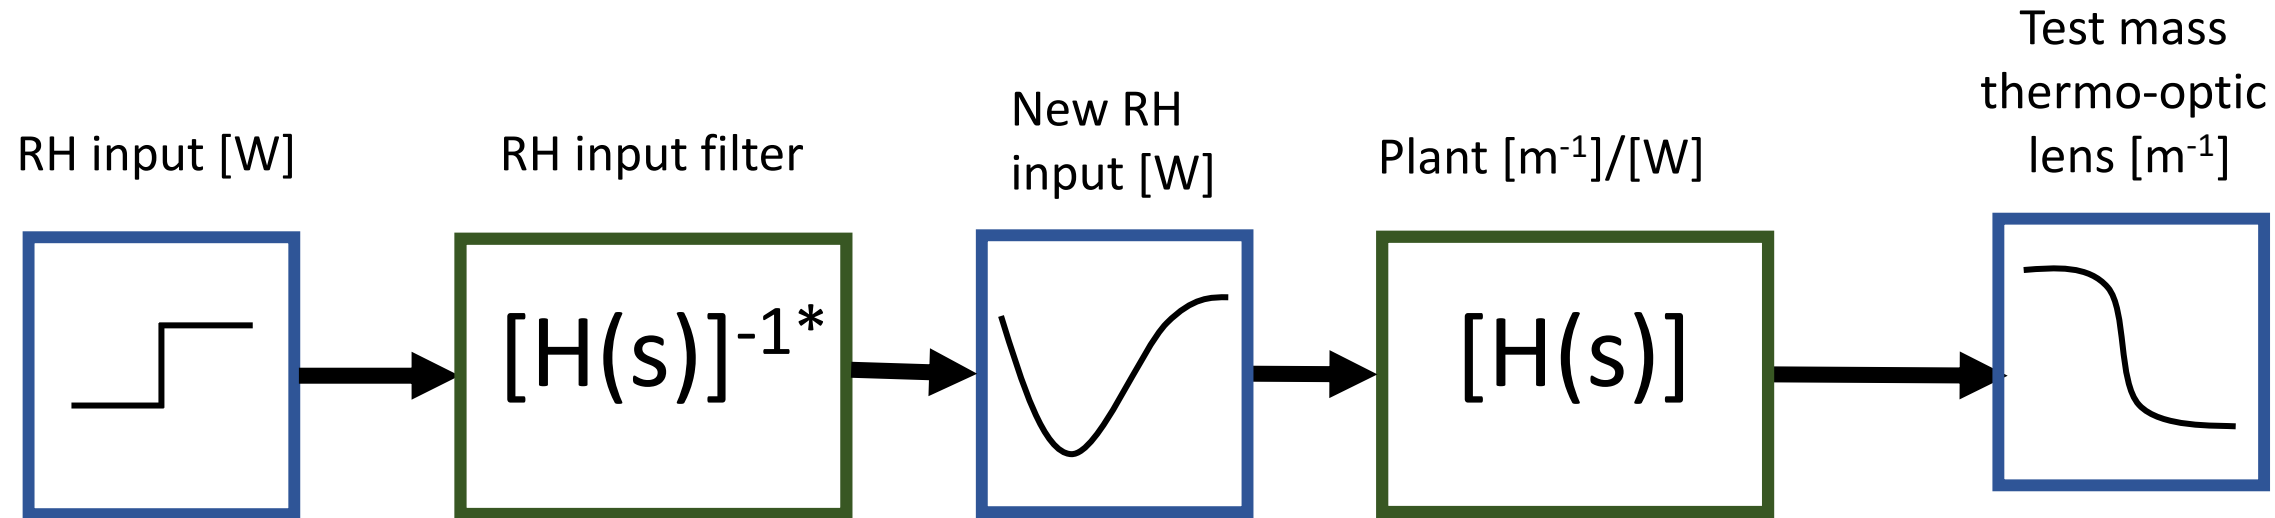 RH input [W]
RH input filter
New RH
input [W]
Plant [m⁻¹]/[W]
Test mass
thermo-optic
lens [m⁻¹]
[H(s)]⁻¹*
[H(s)]